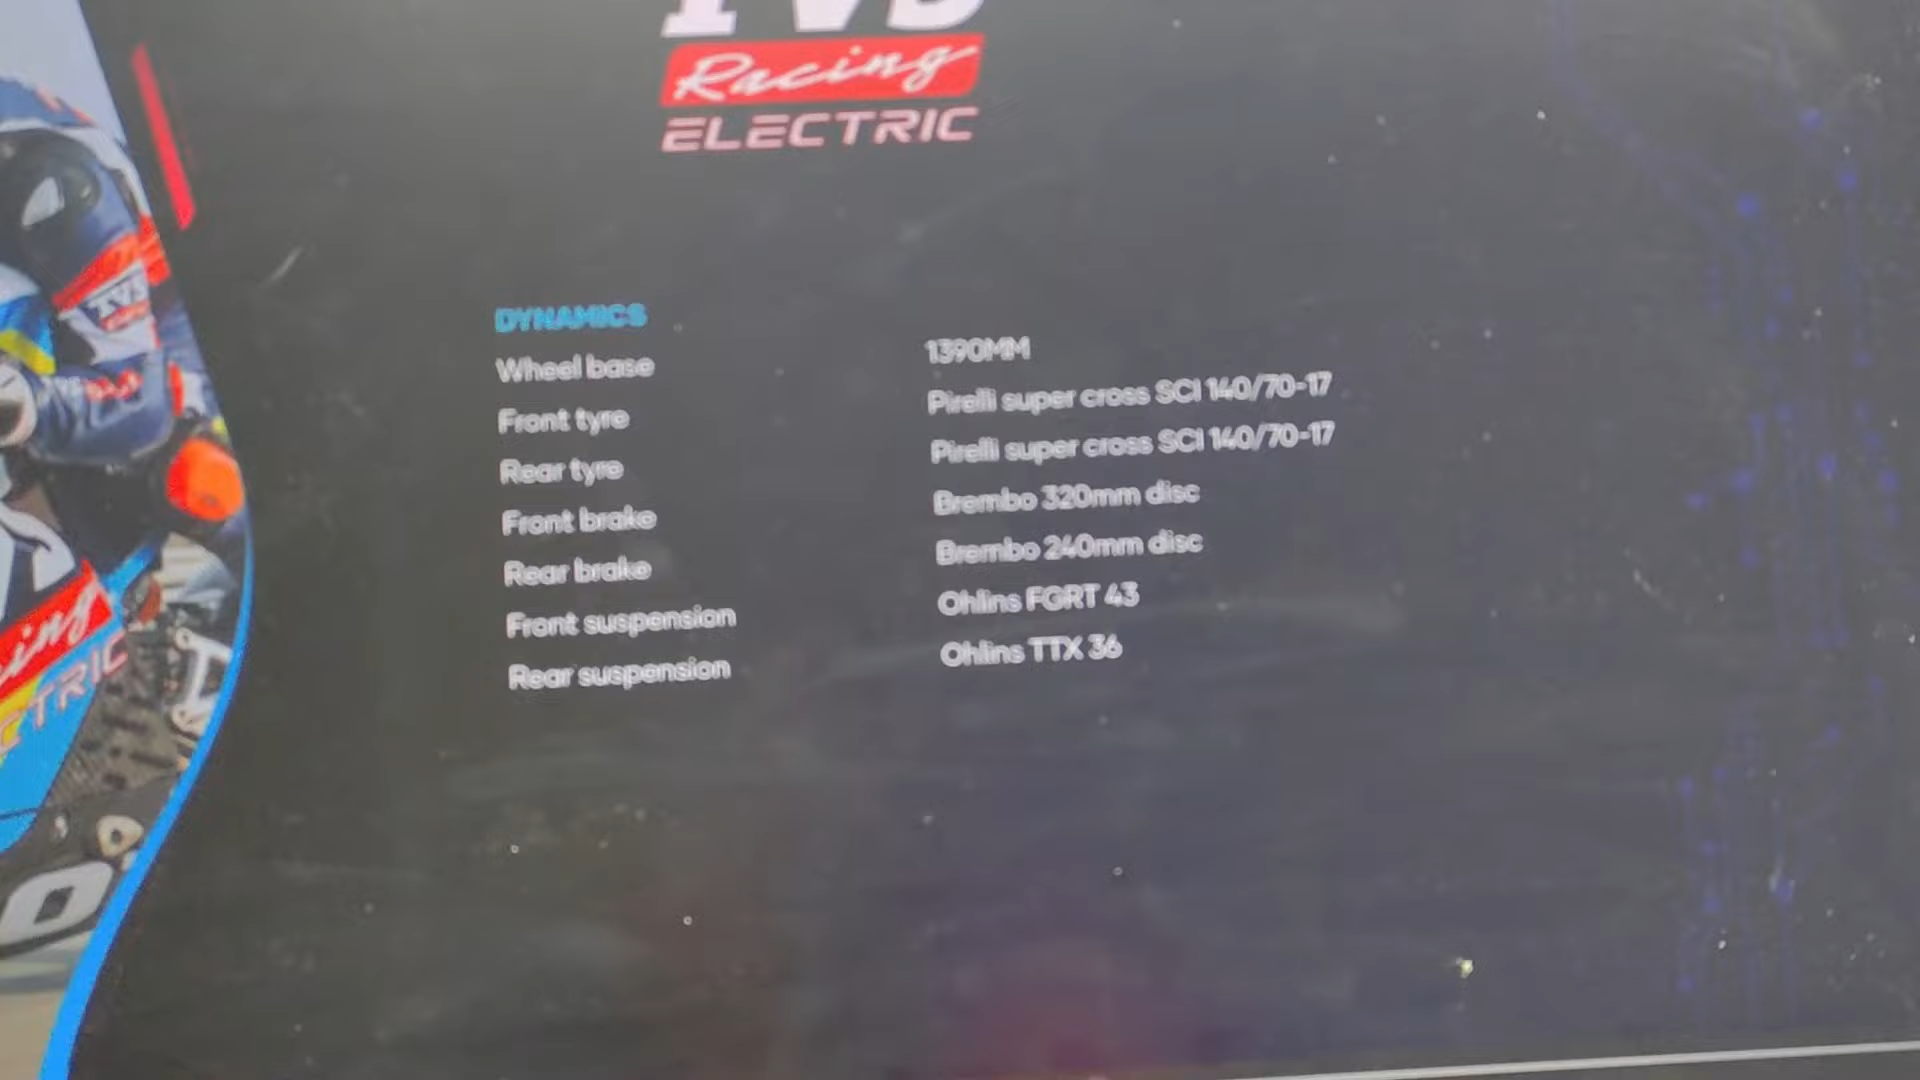 TVS
Racing
ELECTRIC
TVS
DYNAMICS
Wheel base 1390MM
Front tyre Pirelli super cross SCI 140/70-17
Rear tyre Pirelli super cross SCI 140/70-17
Front brake Brembo 320mm disc
Rear brake Brembo 240mm disc
Front suspension Ohlins FGRT 43
Rear suspension Ohlins TTX 36